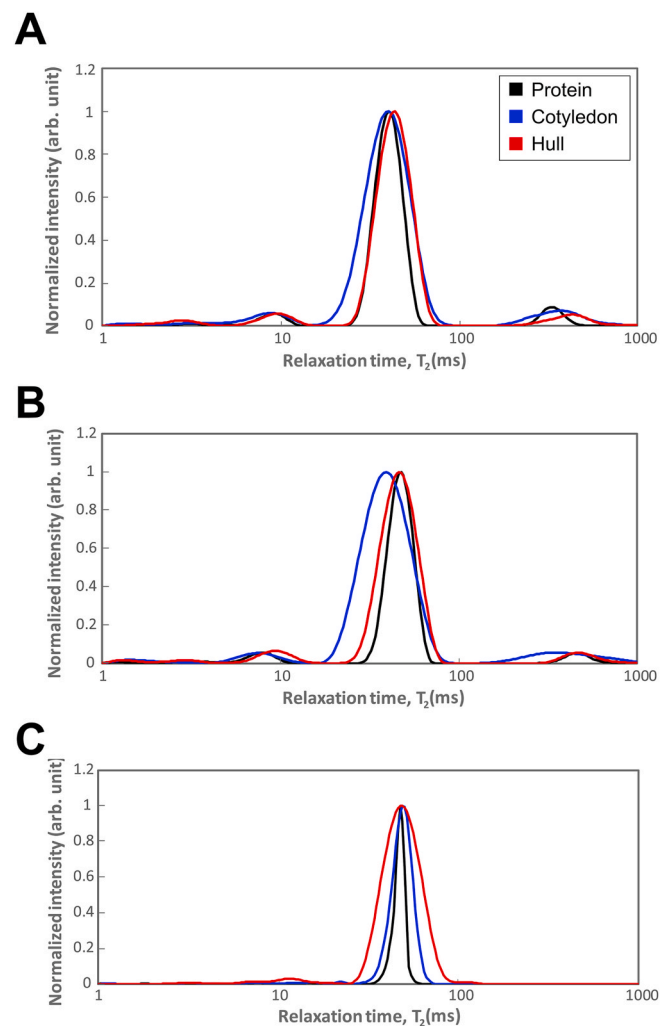 A
Normalized intensity (arb. unit)
1.2
1
0.8
0.6
0.4
0.2
0
Protein
Cotyledon
Hull
1
10
100
1000
Relaxation time, T2(ms)
B
Normalized intensity (arb. unit)
1.2
1
0.8
0.6
0.4
0.2
0
1
10
100
1000
Relaxation time, T2(ms)
C
Normalized intensity (arb. unit)
1.2
1
0.8
0.6
0.4
0.2
0
1
10
100
1000
Relaxation time, T2(ms)